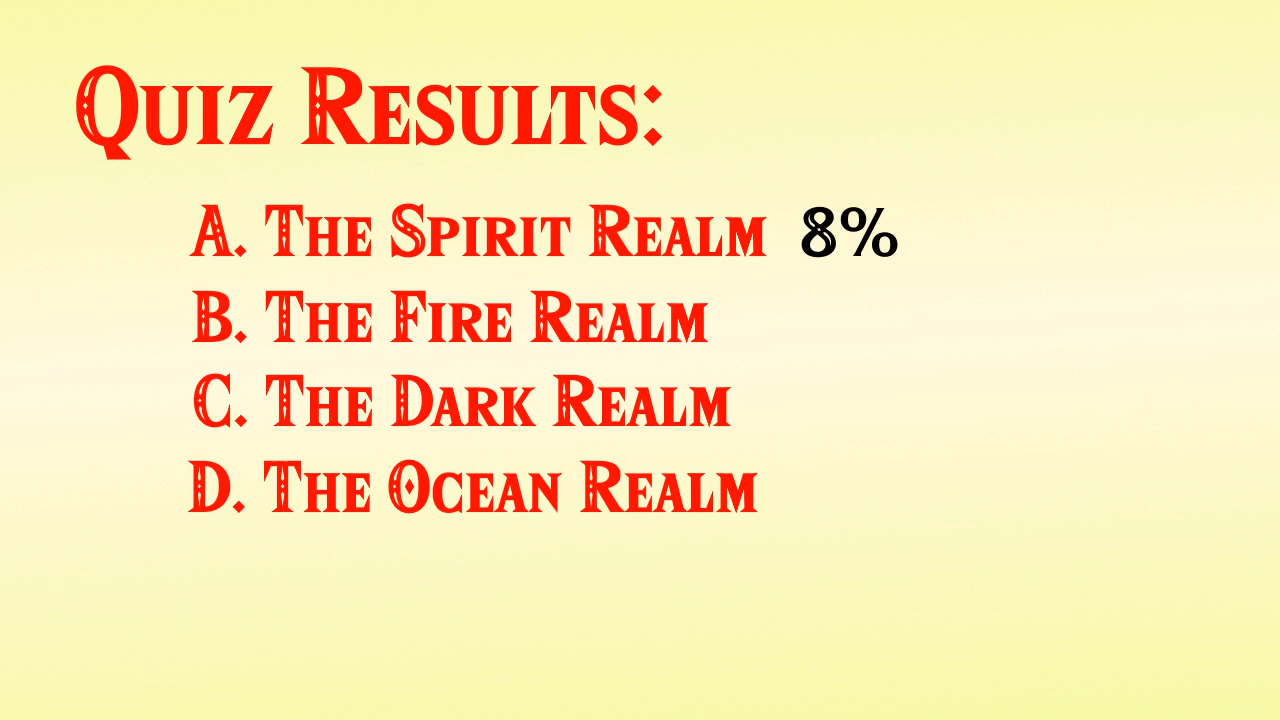 Quiz Results:
A. The Spirit Realm 8%
B. The Fire Realm
C. The Dark Realm
D. The Ocean Realm